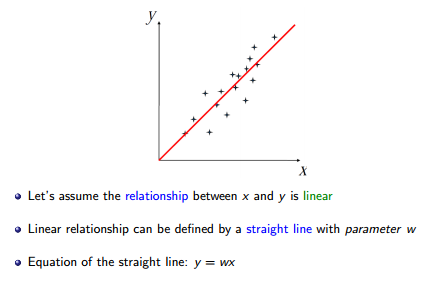 y
x
Let's assume the relationship between x and y is linear
Linear relationship can be defined by a straight line with parameter w
Equation of the straight line: y = wx